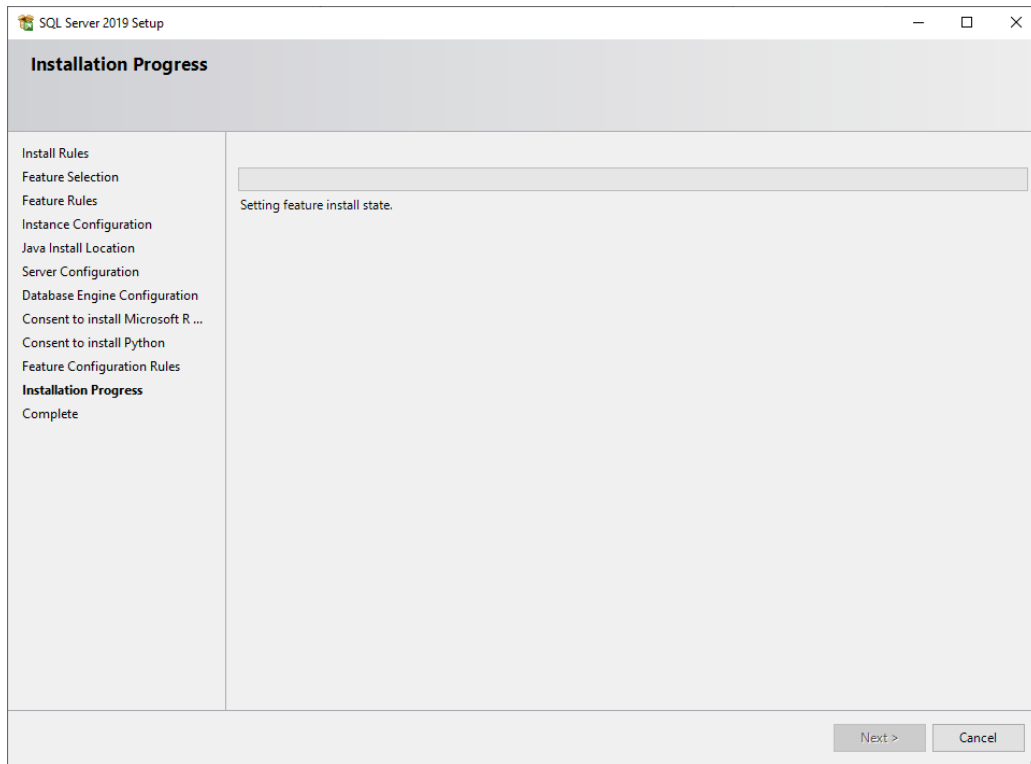 SQL Server 2019 Setup
Installation Progress
Install Rules
Feature Selection
Feature Rules
Instance Configuration
Java Install Location
Server Configuration
Database Engine Configuration
Consent to install Microsoft R ...
Consent to install Python
Feature Configuration Rules
Installation Progress
Complete
Setting feature install state.
Next >
Cancel